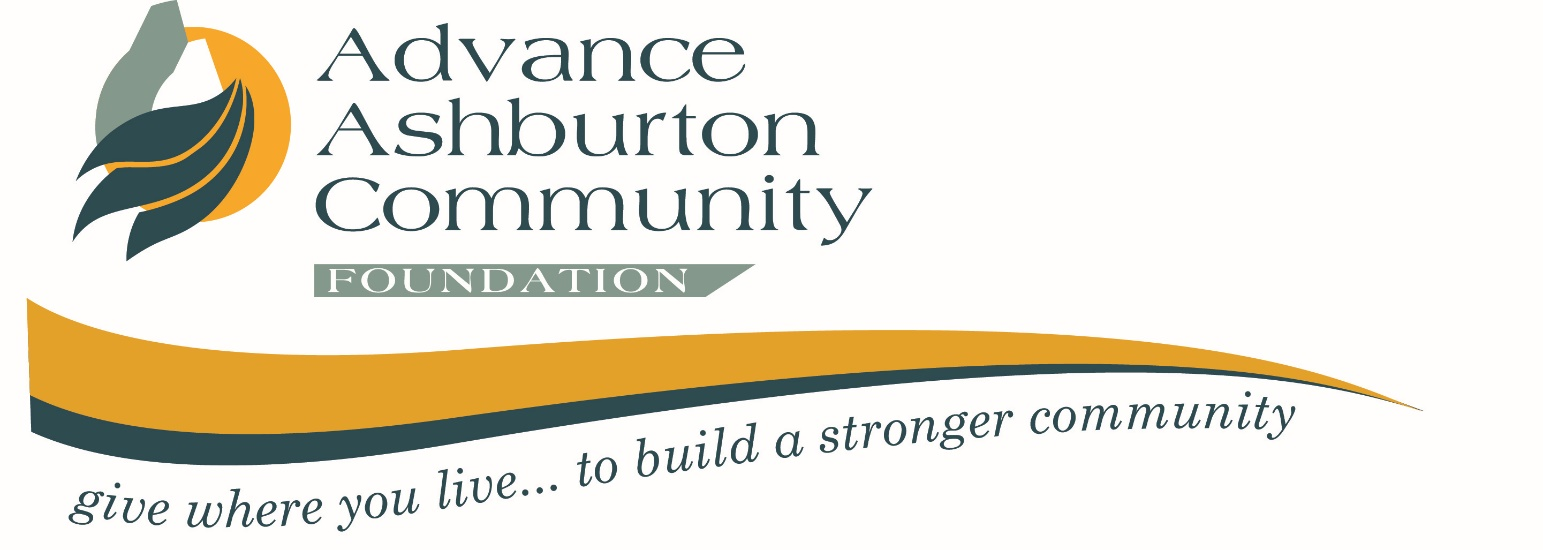 Advance
Ashburton
Community
FOUNDATION
give where you live... to build a stronger community